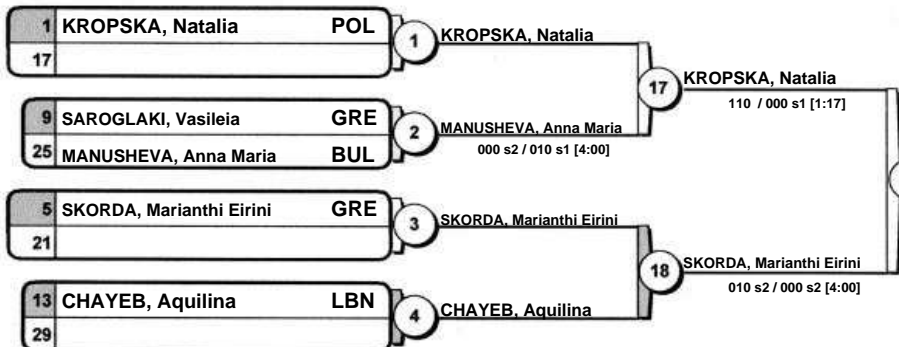 1 KROPSKA, Natalia POL
17
1 KROPSKA, Natalia
9 SAROGLAKI, Vasileia GRE
25 MANUSHEVA, Anna Maria BUL
2 MANUSHEVA, Anna Maria
000 s2 / 010 s1 [4:00]
17 KROPSKA, Natalia
110 / 000 s1 [1:17]
5 SKORDA, Marianthi Eirini GRE
21
3 SKORDA, Marianthi Eirini
13 CHAYEB, Aquilina LBN
29
4 CHAYEB, Aquilina
18 SKORDA, Marianthi Eirini
010 s2 / 000 s2 [4:00]